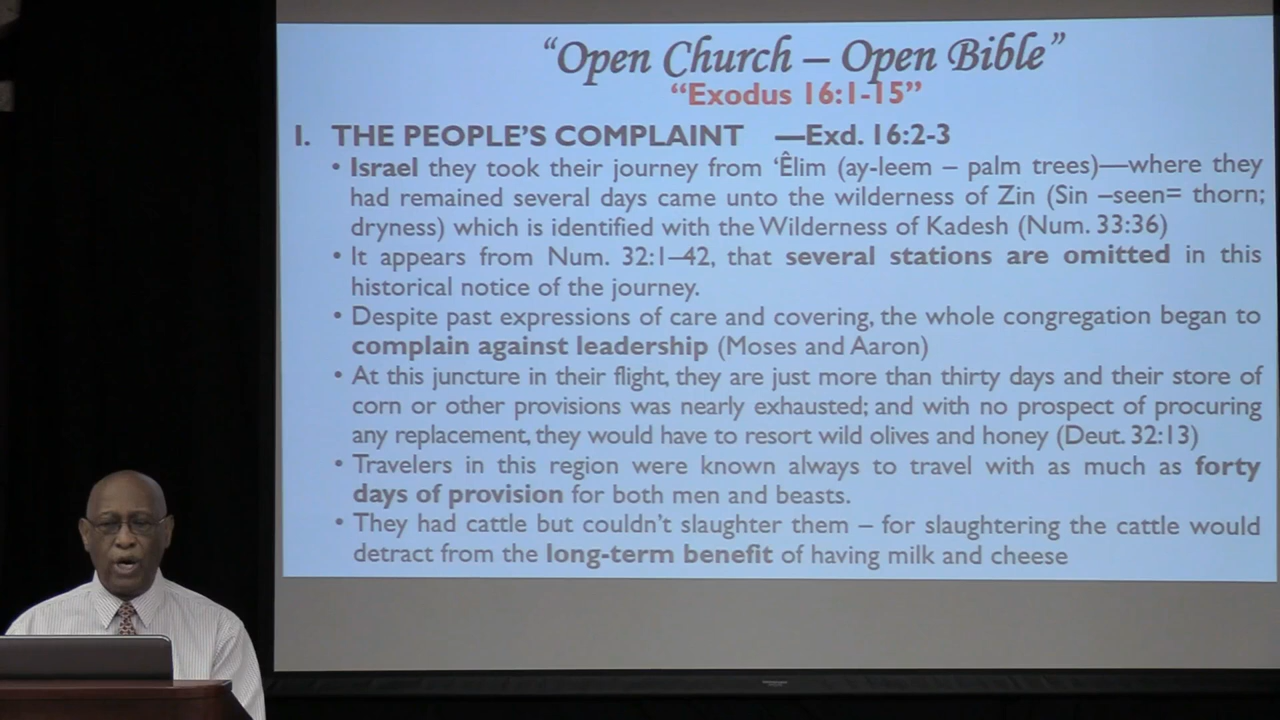 “Open Church – Open Bible”
“Exodus 16:1-15”
I. THE PEOPLE’S COMPLAINT —Exd. 16:2-3
• Israel they took their journey from ‘Êlim (ay-leem – palm trees)—where they
had remained several days came unto the wilderness of Zin (Sin –seen= thorn;
dryness) which is identified with the Wilderness of Kadesh (Num. 33:36)
• It appears from Num. 32:1–42, that several stations are omitted in this
historical notice of the journey.
• Despite past expressions of care and covering, the whole congregation began to
complain against leadership (Moses and Aaron)
• At this juncture in their flight, they are just more than thirty days and their store of
corn or other provisions was nearly exhausted; and with no prospect of procuring
any replacement, they would have to resort wild olives and honey (Deut. 32:13)
• Travelers in this region were known always to travel with as much as forty
days of provision for both men and beasts.
• They had cattle but couldn’t slaughter them – for slaughtering the cattle would
detract from the long-term benefit of having milk and cheese